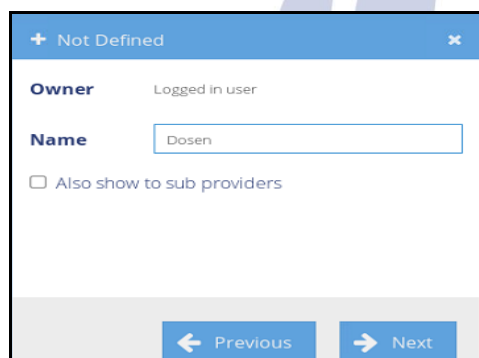 Not Defined
Owner Logged in user
Name Dosen
Also show to sub providers
Previous Next